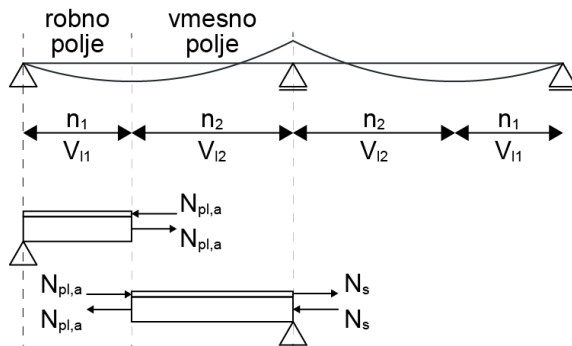 robno vmesno
polje polje
n₁ n₂ n₂ n₁
Vₗ₁ Vₗ₂ Vₗ₂ Vₗ₁
Npl,a
Npl,a
Npl,a Nₛ
Npl,a Nₛ